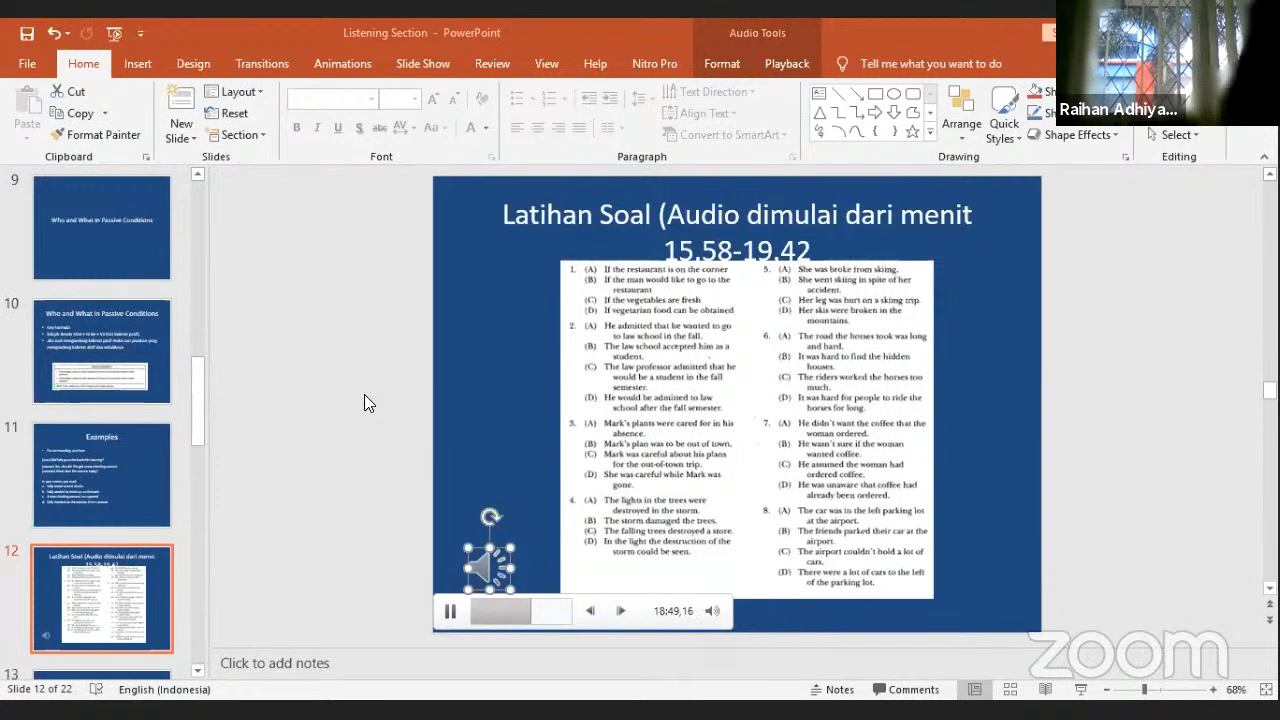 Listening Section - PowerPoint
Audio Tools
File Home Insert Design Transitions Animations Slide Show Review View Help Nitro Pro Format Playback Tell me what you want to do
Raihan Adhiya...
Paste
Cut
Copy
Format Painter
Clipboard
New
Slide
Layout
Reset
Section
Slides
B I U S abc AV Aa A
Font
Text Direction
Align Text
Convert to SmartArt
Paragraph
Arrange
Quick
Styles
Shape Effects
Drawing
Select
Editing
9
Who and What in Passive Conditions
10
Who and What in Passive Conditions
11
Examples
12
Latihan Soal (Audio dimulai dari menit
15.58-19.42)
13
Latihan Soal (Audio dimulai dari menit
15.58-19.42
1. (A) If the restaurant is on the corner
(B) If the man would like to go to the
restaurant
(C) If the vegetables are fresh
(D) If vegetarian food can be obtained
2. (A) He admitted that he wanted to go
to law school in the fall.
(B) The law school accepted him as a
student.
(C) The law professor admitted that he
would be a student in the fall
semester.
(D) He would be admitted to law
school after the fall semester.
3. (A) Mark's plants were cared for in his
absence.
(B) Mark's plan was to be out of town.
(C) Mark was careful about his plans
for the out-of-town trip.
(D) She was careful while Mark was
gone.
4. (A) The lights in the trees were
destroyed in the storm.
(B) The storm damaged the trees.
(C) The falling trees destroyed a store.
(D) In the light the destruction of the
storm could be seen.
5. (A) She was broke from skiing.
(B) She went skiing in spite of her
accident.
(C) Her leg was hurt on a skiing trip.
(D) Her skis were broken in the
mountains.
6. (A) The road the horses took was long
and hard.
(B) It was hard to find the hidden
houses.
(C) The riders worked the horses too
much.
(D) It was hard for people to ride the
horses for long.
7. (A) He didn't want the coffee that the
woman ordered.
(B) He wasn't sure if the woman
wanted coffee.
(C) He assumed the woman had
ordered coffee.
(D) He was unaware that coffee had
already been ordered.
8. (A) The car was in the left parking lot
at the airport.
(B) The friends parked their car at the
airport.
(C) The airport couldn't hold a lot of
cars.
(D) There were a lot of cars to the left
of the parking lot.
18:49,16
Click to add notes
zoom
Slide 12 of 22 English (Indonesia) Notes Comments 68%